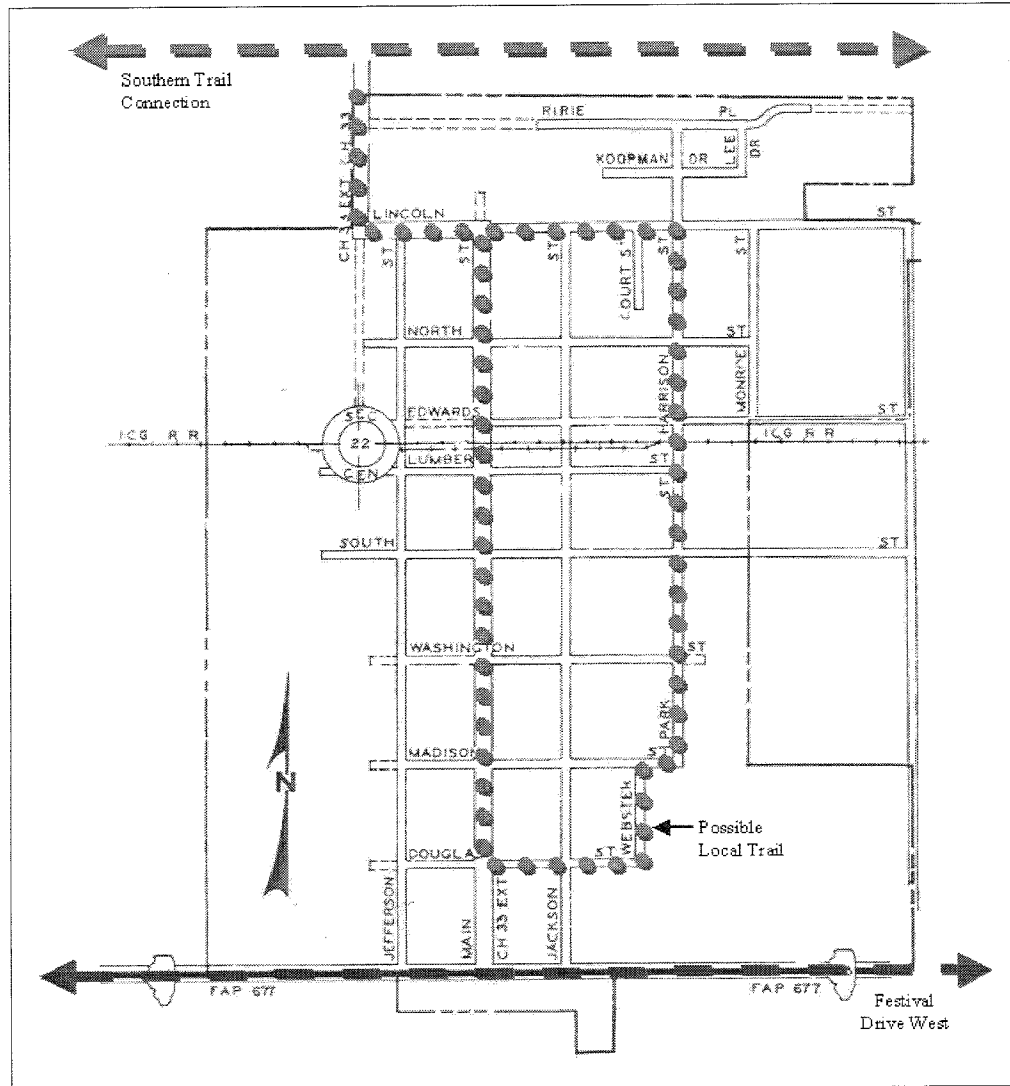 Southern Trail
Connection
RIRIE PL
KOOPMAN DR
LEE
DR
CH 3A EXT
CH 33
LINCOLN ST
ST
ST
ST
COURT ST
ST
ST
NORTH ST
HARRISON
MONROE
EDWARDS ST
SEC
22
CEN
ICG R R
ICG R R
LUMBER ST
ST
SOUTH ST
WASHINGTON ST
PARK
MADISON
N
WEBSTER
Possible
Local Trail
DOUGLA ST
JEFFERSON
MAIN
CH 33 EXT
JACKSON
FAP 677
FAP 677
Festival
Drive West